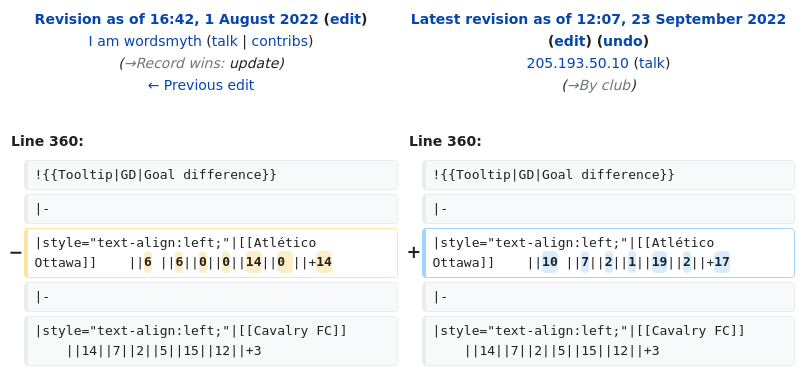 Revision as of 16:42, 1 August 2022 (edit)
I am wordsmyth (talk | contribs)
(→Record wins: update)
← Previous edit
Latest revision as of 12:07, 23 September 2022
(edit) (undo)
205.193.50.10 (talk)
(→By club)
Line 360:
Line 360:
!{{Tooltip|GD|Goal difference}}
!{{Tooltip|GD|Goal difference}}
|-
|-
− |style="text-align:left;"|[[Atlético
Ottawa]]    ||6 ||6||0||0||14||0 ||+14
+ |style="text-align:left;"|[[Atlético
Ottawa]]    ||10 ||7||2||1||19||2||+17
|-
|-
|style="text-align:left;"|[[Cavalry FC]]
||14||7||2||5||15||12||+3
|style="text-align:left;"|[[Cavalry FC]]
||14||7||2||5||15||12||+3